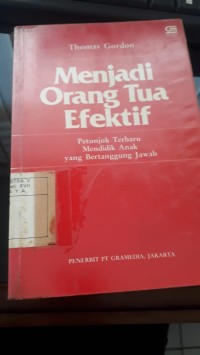 Thomas Gordon
Menjadi
Orang Tua
Efektif
Petunjuk Terbaru
Mendidik Anak
yang Bertanggung Jawab
PENERBIT PT GRAMEDIA, JAKARTA